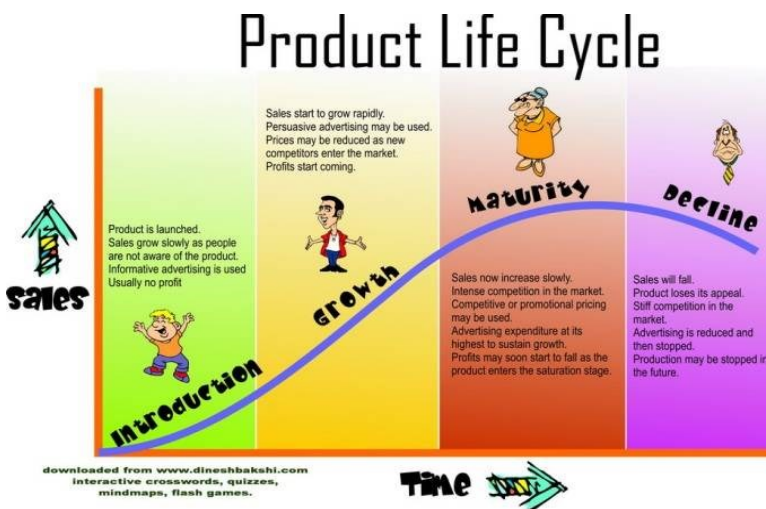 Product Life Cycle
Sales start to grow rapidly.
Persuasive advertising may be used.
Prices may be reduced as new
competitors enter the market.
Profits start coming.
Product is launched.
Sales grow slowly as people
are not aware of the product.
Informative advertising is used
Usually no profit
Maturity
Decline
Sales
Introduction
Growth
Sales now increase slowly.
Intense competition in the market.
Competitive or promotional pricing
may be used.
Advertising expenditure at its
highest to sustain growth.
Profits may soon start to fall as the
product enters the saturation stage.
Sales will fall.
Product loses its appeal.
Stiff competition in the
market.
Advertising is reduced and
then stopped.
Production may be stopped in
the future.
downloaded from www.dineshbakshi.com
interactive crosswords, quizzes,
mindmaps, flash games.
Time